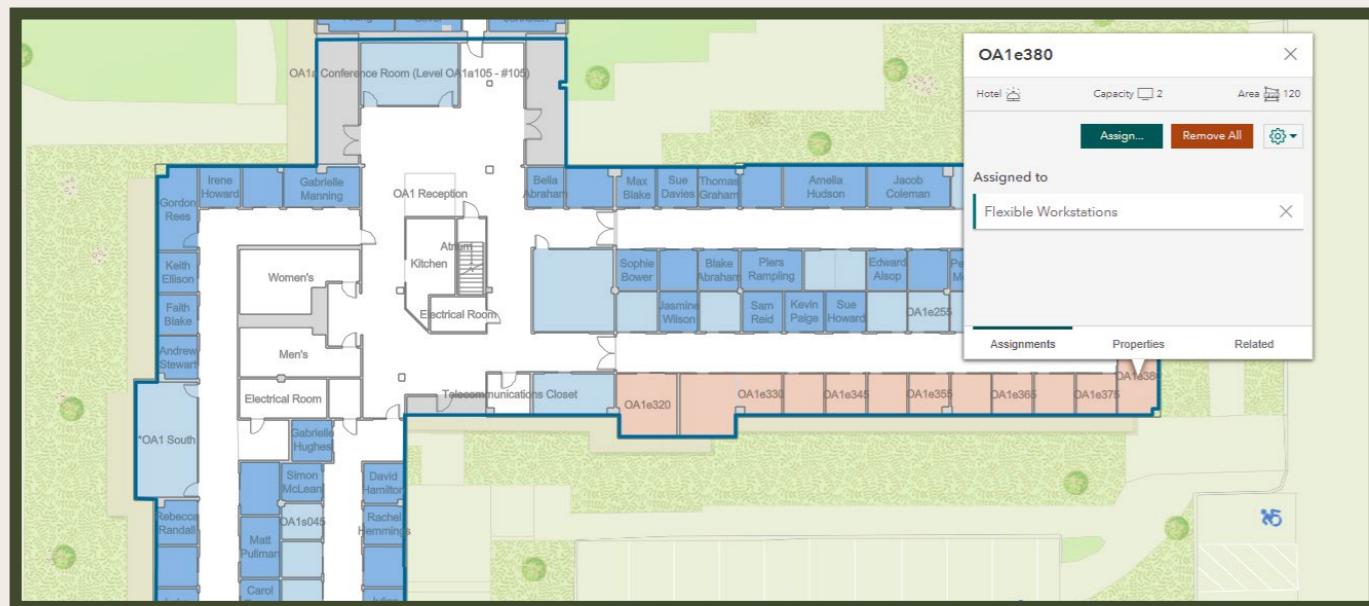 Johnston
OA1a Conference Room (Level OA1a105 - #105)
Irene
Howard
Gabrielle
Manning
Gordon
Rees
OA1 Reception
Bella
Abraham
Max
Blake
Sue
Davies
Thomas
Graham
Amelia
Hudson
Jacob
Coleman
Keith
Ellison
Women's
Atrium
Kitchen
Sophie
Bower
Blake
Abraham
Piers
Rampling
Edward
Alsop
Faith
Blake
Electrical Room
Jasmine
Wilson
Sam
Reid
Kevin
Paige
Sue
Howard
OA1e255
Andrew
Stewart
Men's
Electrical Room
Telecommunications Closet
OA1e320
OA1e330
OA1e345
OA1e355
OA1e365
OA1e375
OA1e380
*OA1 South
Gabrielle
Hughes
Simon
McLean
David
Hamilton
Rebecca
Randall
OA1s045
Rachel
Hemmings
Matt
Pullman
Carol
OA1e380
Hotel
Capacity 2
Area 120
Assign...
Remove All
Assigned to
Flexible Workstations
Assignments
Properties
Related